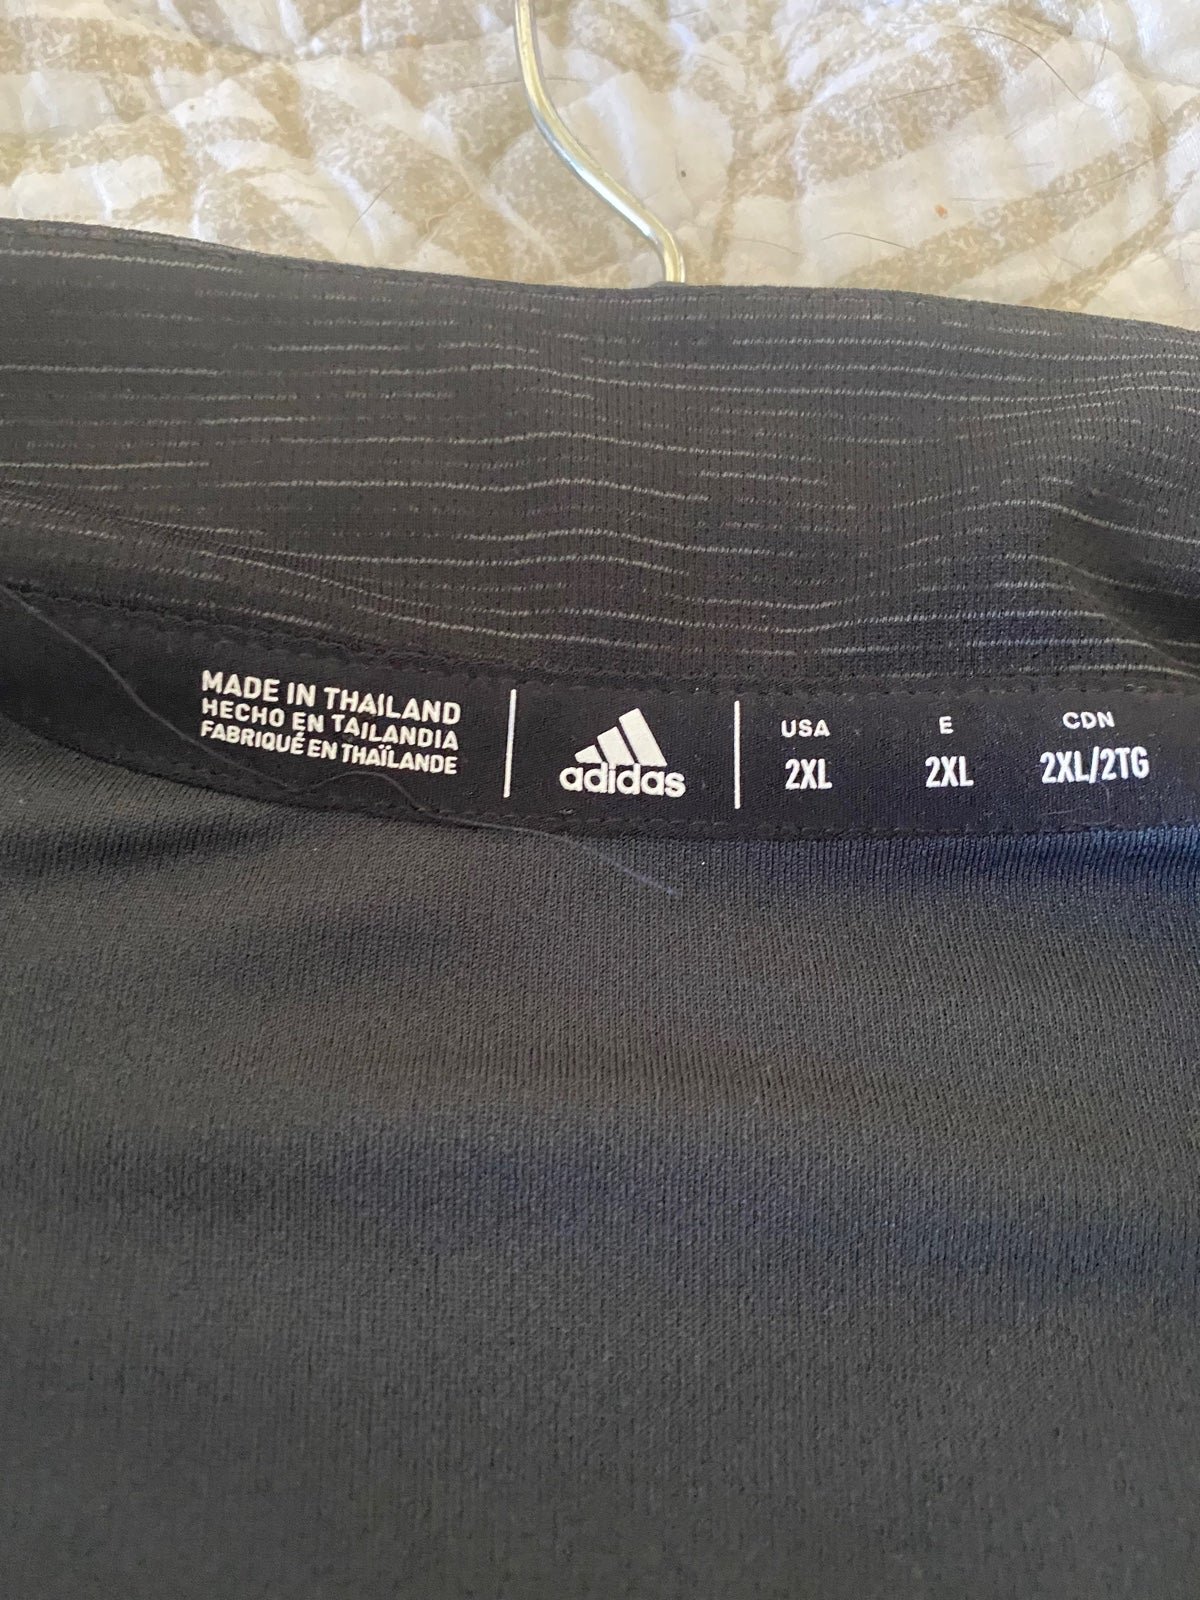 MADE IN THAILAND
HECHO EN TAILANDIA
FABRIQUÉ EN THAÏLANDE
adidas
USA E CDN
2XL 2XL 2XL/2TG